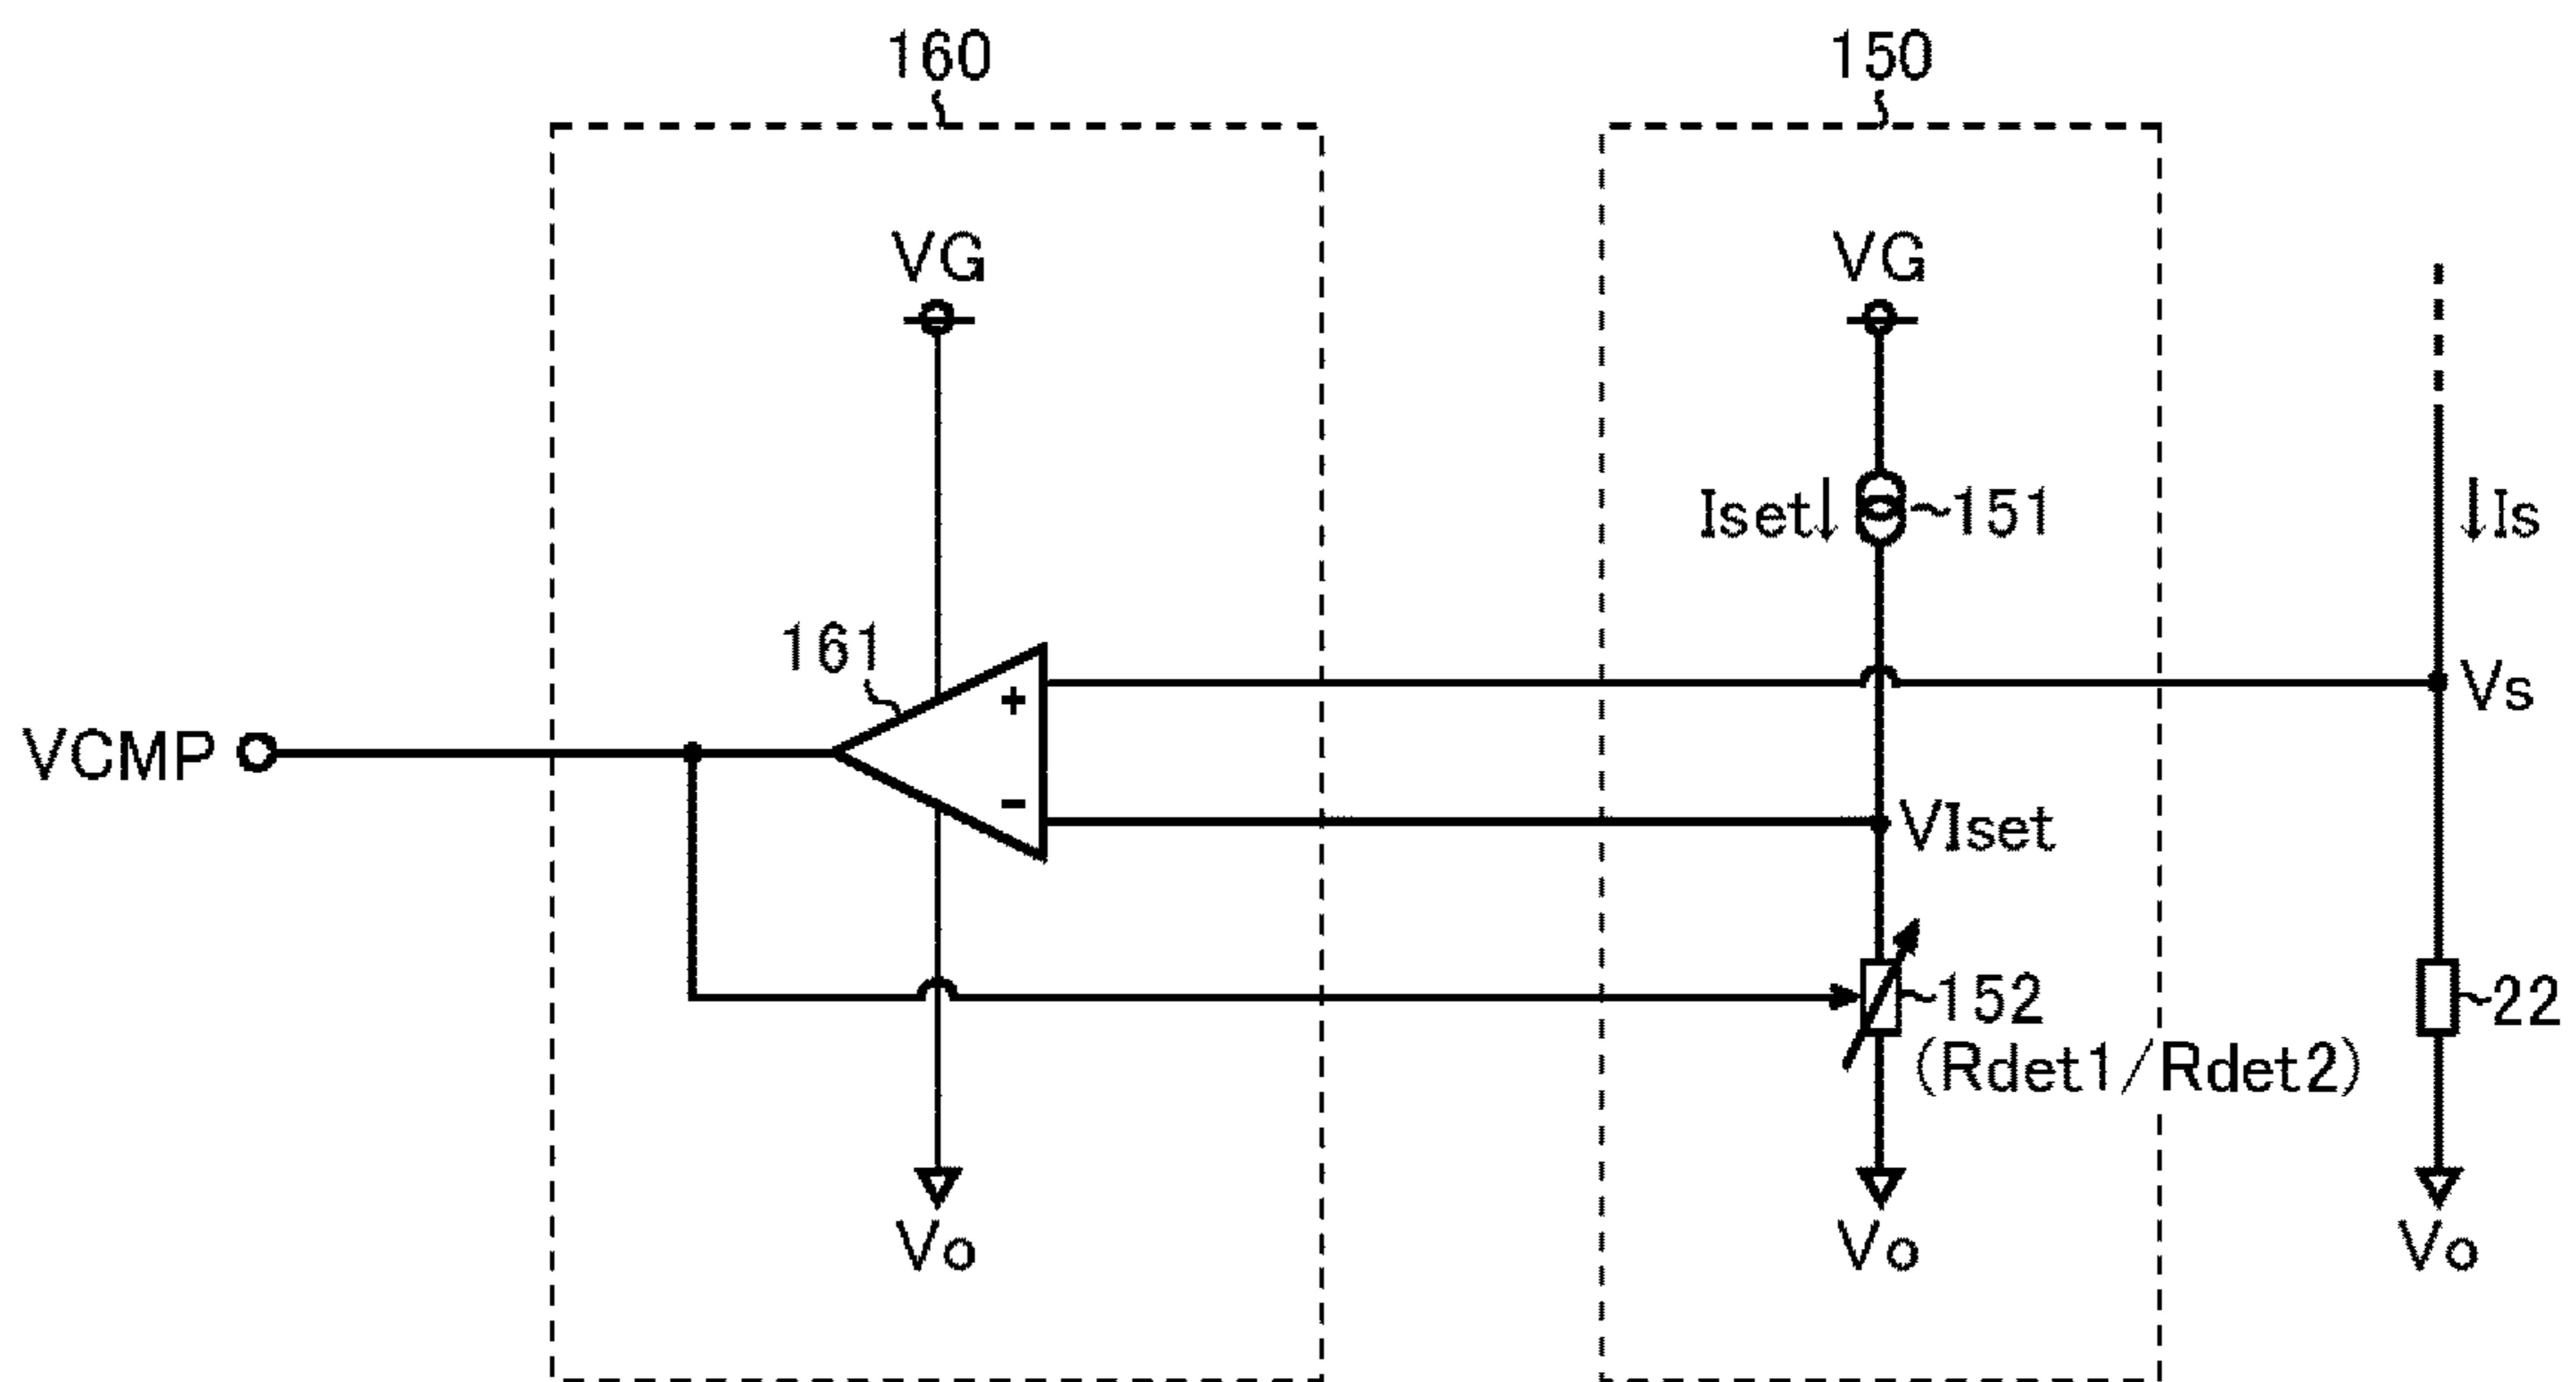 160
150
VG
VG
Iset
151
Is
161
+
Vs
VCMP
-
VIset
152
22
(Rdet1/Rdet2)
Vo
Vo
Vo